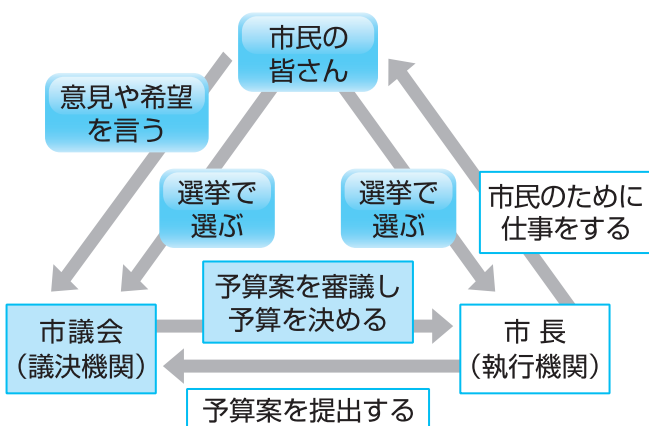 市民の
皆さん
意見や希望
を言う
選挙で
選ぶ
選挙で
選ぶ
市民のために
仕事をする
予算案を審議し
予算を決める
市議会
（議決機関）
市 長
（執行機関）
予算案を提出する